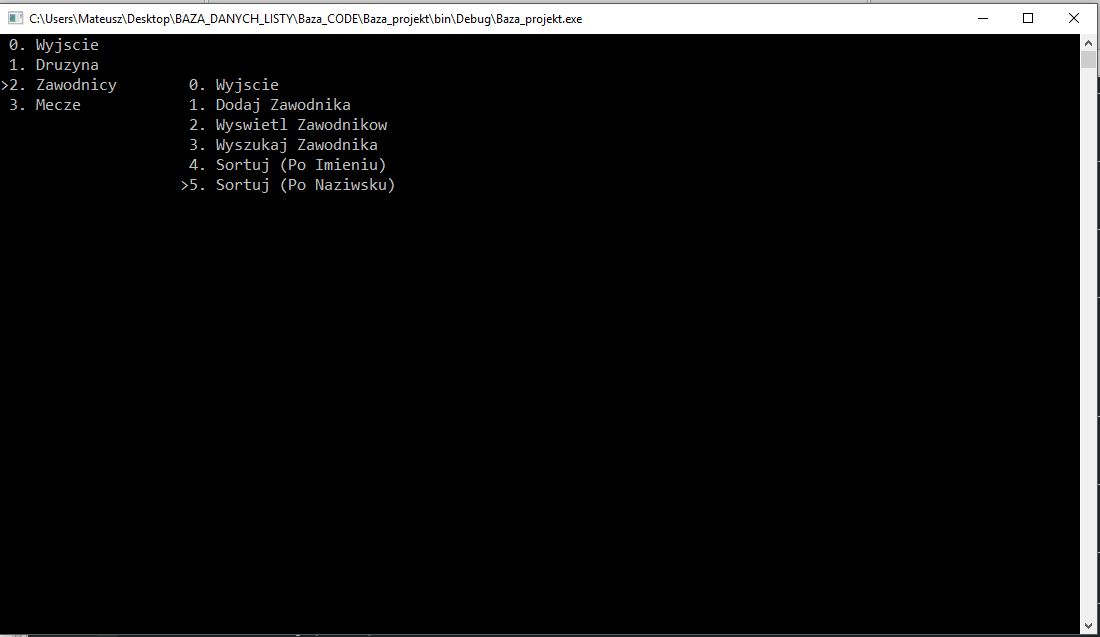 C:\Users\Mateusz\Desktop\BAZA_DANYCH_LISTY\Baza_CODE\Baza_projekt\bin\Debug\Baza_projekt.exe
0. Wyjscie
1. Druzyna
>2. Zawodnicy 0. Wyjscie
3. Mecze 1. Dodaj Zawodnika
2. Wyswietl Zawodnikow
3. Wyszukaj Zawodnika
4. Sortuj (Po Imieniu)
>5. Sortuj (Po Naziwsku)